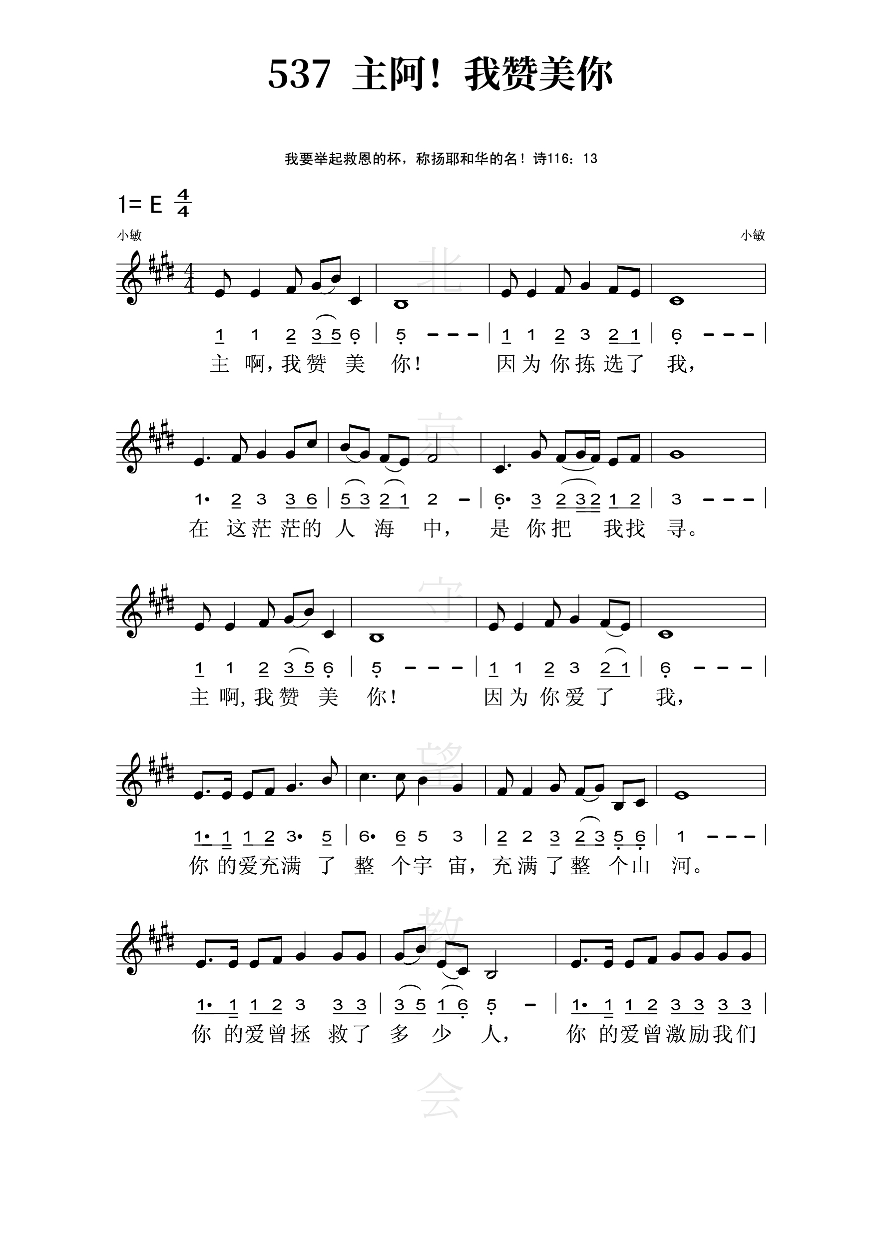 537 主阿！我赞美你
我要举起救恩的杯，称扬耶和华的名！诗116：13
1= E 4/4
小敏 小敏
1 1 2 3 5 6 | 5 - - - | 1 1 2 3 2 1 | 6 - - - |
主 啊，我 赞 美 你！ 因 为 你 拣 选 了 我，
1· 2 3 3 6 | 5 3 2 1 2 - | 6· 3 2 3 2 1 2 | 3 - - - |
在 这 茫 茫 的 人 海 中， 是 你 把 我 找 寻。
1 1 2 3 5 6 | 5 - - - | 1 1 2 3 2 1 | 6 - - - |
主 啊, 我 赞 美 你！ 因 为 你 爱 了 我，
1· 1 1 2 3· 5 | 6· 6 5 3 | 2 2 3 2 3 5 6 | 1 - - - |
你 的 爱 充 满 了 整 个 宇 宙，充 满 了 整 个 山 河。
1· 1 1 2 3 3 3 | 3 5 1 6 5 - | 1· 1 1 2 3 3 3 3 |
你 的 爱 曾 拯 救 了 多 少 人， 你 的 爱 曾 激 励 我 们
北
京
守
望
教
会